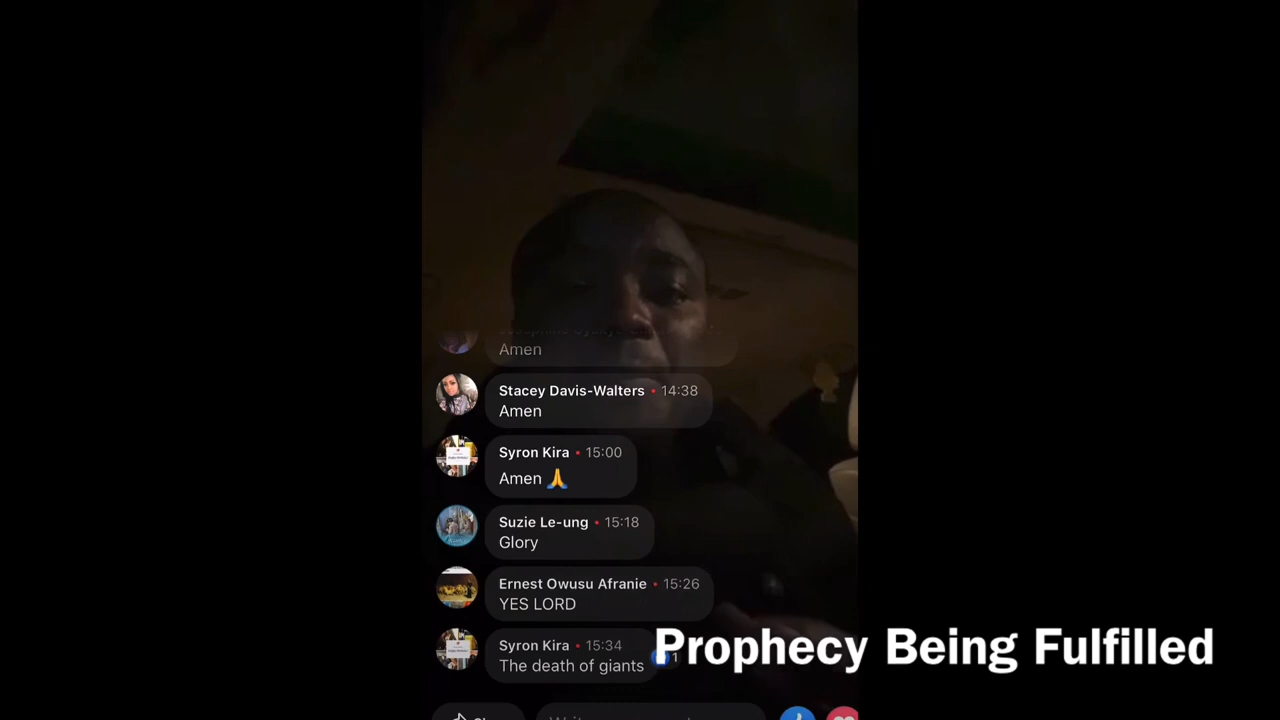 Amen
Stacey Davis-Walters • 14:38
Amen
Syron Kira • 15:00
Amen 🙏
Suzie Le-ung • 15:18
Glory
Ernest Owusu Afranie • 15:26
YES LORD
Syron Kira • 15:34
The death of giants
1
Prophecy Being Fulfilled